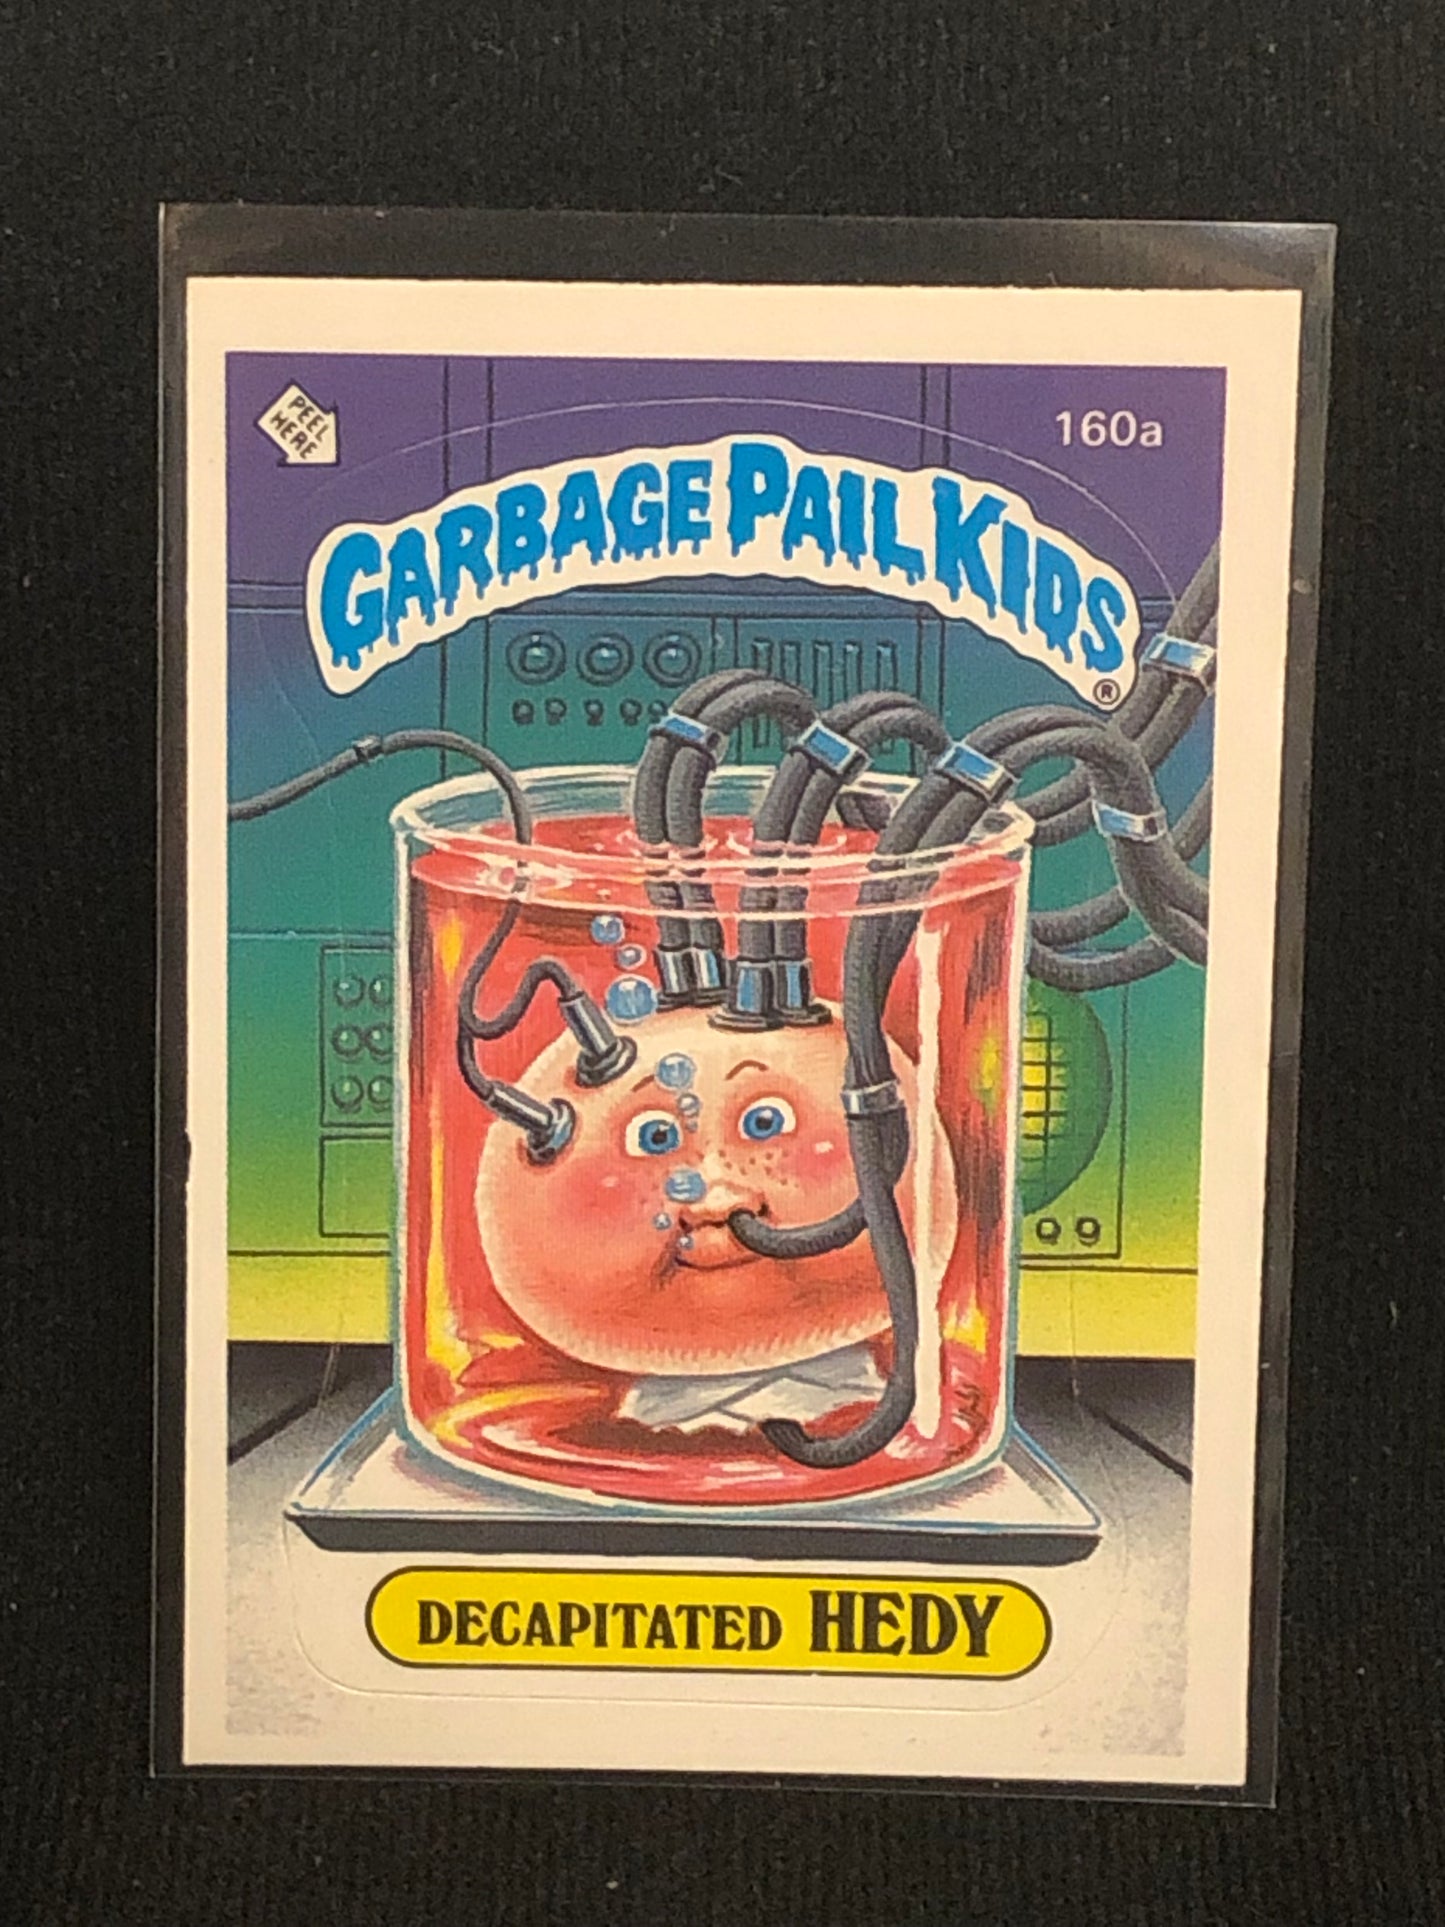 PEEL
HERE
160a
GARBAGE PAIL KIDS
®
DECAPITATED HEDY